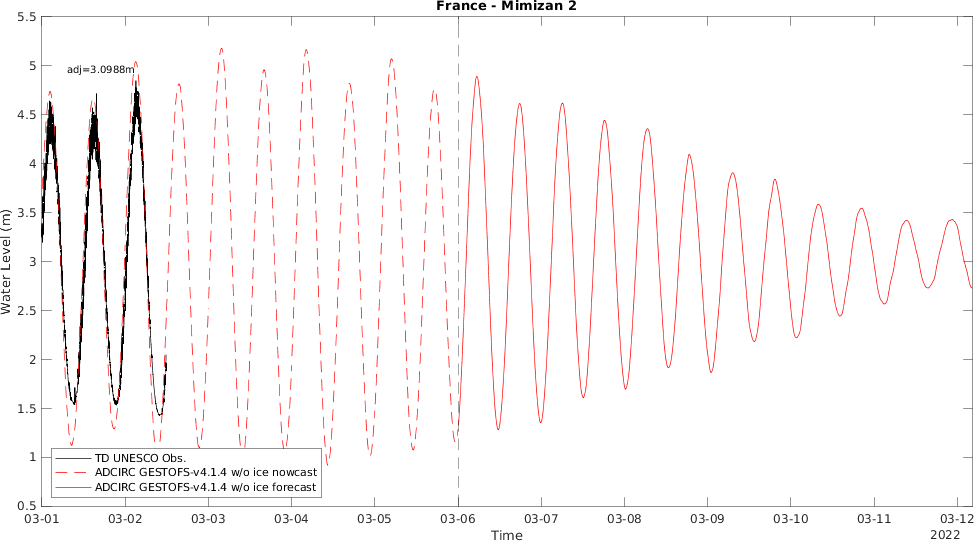 France - Mimizan 2
5.5
5
4.5
4
3.5
3
2.5
2
1.5
1
0.5
Water Level (m)
adj=3.0988m
TD UNESCO Obs.
ADCIRC GESTOFS-v4.1.4 w/o ice nowcast
ADCIRC GESTOFS-v4.1.4 w/o ice forecast
03-01 03-02 03-03 03-04 03-05 03-06 03-07 03-08 03-09 03-10 03-11 03-12
Time
2022